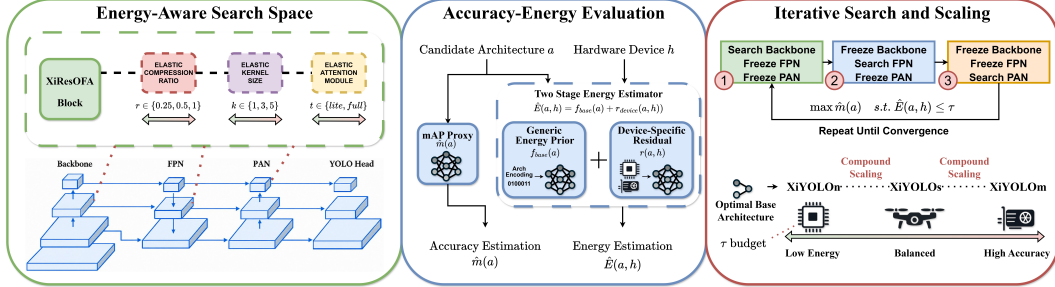 Energy-Aware Search Space
XiResOFA
Block
ELASTIC
COMPRESSION
RATIO
r ∈ {0.25, 0.5, 1}
ELASTIC
KERNEL
SIZE
k ∈ {1, 3, 5}
ELASTIC
ATTENTION
MODULE
t ∈ {lite, full}
Backbone
FPN
PAN
YOLO Head
Accuracy-Energy Evaluation
Candidate Architecture a
Hardware Device h
Two Stage Energy Estimator
Ê(a, h) = f_base(a) + r_device(a, h))
mAP Proxy
m̂(a)
Generic
Energy Prior
f_base(a)
Arch
Encoding
0100011
+
Device-Specific
Residual
r(a, h)
Accuracy Estimation
m̂(a)
Energy Estimation
Ê(a, h)
Iterative Search and Scaling
Search Backbone
Freeze FPN
Freeze PAN
1
Freeze Backbone
Search FPN
Freeze PAN
2
Freeze Backbone
Freeze FPN
Search PAN
3
max m̂(a) s.t. Ê(a, h) ≤ τ
Repeat Until Convergence
Compound
Scaling
Compound
Scaling
XiYOLOn
XiYOLOs
XiYOLOm
Optimal Base
Architecture
τ budget
Low Energy
Balanced
High Accuracy